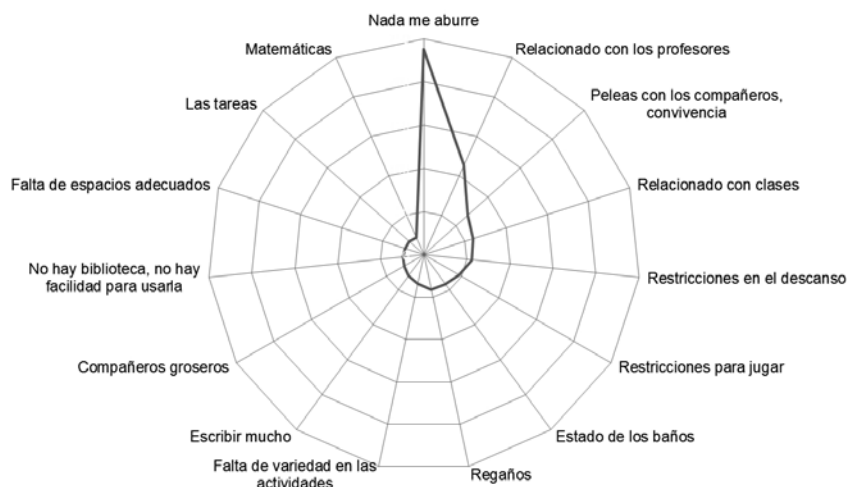 Nada me aburre
Relacionado con los profesores
Peleas con los compañeros,
convivencia
Relacionado con clases
Restricciones en el descanso
Restricciones para jugar
Estado de los baños
Regaños
Falta de variedad en las
actividades
Escribir mucho
Compañeros groseros
No hay biblioteca, no hay
facilidad para usarla
Falta de espacios adecuados
Las tareas
Matemáticas